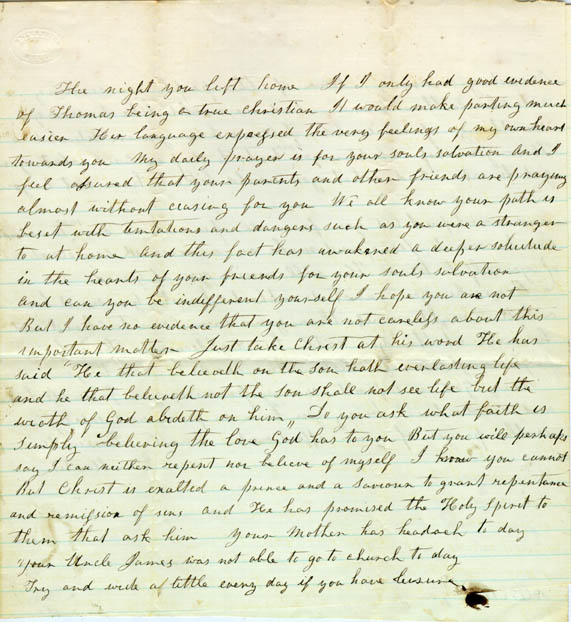 The night you left home If I only had good evidence
of Thomas being a true christian It would make parting much
easier Her language expressed the very feelings of my own heart
towards you My daily prayer is for your souls salvation And I
feel assured that your parents and other friends are praying
almost without ceasing for you We all know your path is
beset with temtations and dangers such as you were a stranger
to at home And this fact has awakened a deeper solicitude
in the hearts of your friends for your souls salvation
and can you be indifferent yourself I hope you are not
But I have no evidence that you are not careless about this
important matter Just take Christ at his word He has
said "He that believeth on the son hath everlasting life
and he that believeth not the son shall not see life but the
wrath of God abideth on him" Do you ask what faith is
simply believing the love God has to you But you will perhaps
say I can neither repent nor believe of myself I know you cannot
But Christ is exalted a prince and a saviour to grant repentance
and remission of sins and He has promised the Holy Spirit to
them that ask him your Mother has headach to day
your Uncle James was not able to go to church to day
Try and write a little every day if you have leisure